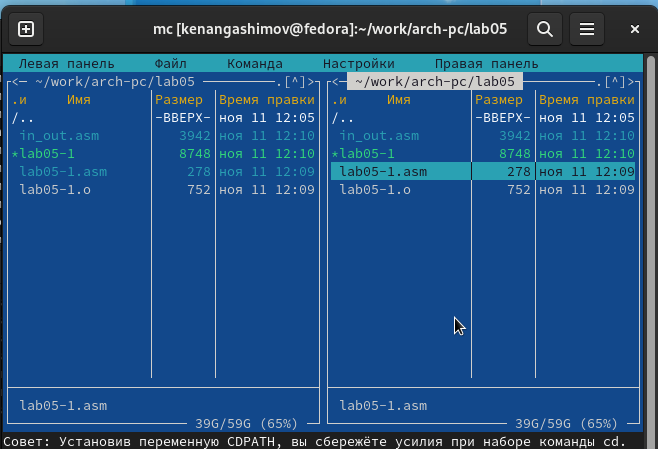 mc [kenangashimov@fedora]:~/work/arch-pc/lab05
Левая панель Файл Команда Настройки Правая панель
<— ~/work/arch-pc/lab05 .[^]> <— ~/work/arch-pc/lab05 .[^]>
.и Имя Размер Время правки .и Имя Размер Время правки
/.. -ВВЕРХ- ноя 11 12:05 /.. -ВВЕРХ- ноя 11 12:05
in_out.asm 3942 ноя 11 12:10 in_out.asm 3942 ноя 11 12:10
*lab05-1 8748 ноя 11 12:10 *lab05-1 8748 ноя 11 12:10
lab05-1.asm 278 ноя 11 12:09 lab05-1.asm 278 ноя 11 12:09
lab05-1.o 752 ноя 11 12:09 lab05-1.o 752 ноя 11 12:09
lab05-1.asm lab05-1.asm
39G/59G (65%) 39G/59G (65%)
Совет: Установив переменную CDPATH, вы сбережёте усилия при наборе команды cd.